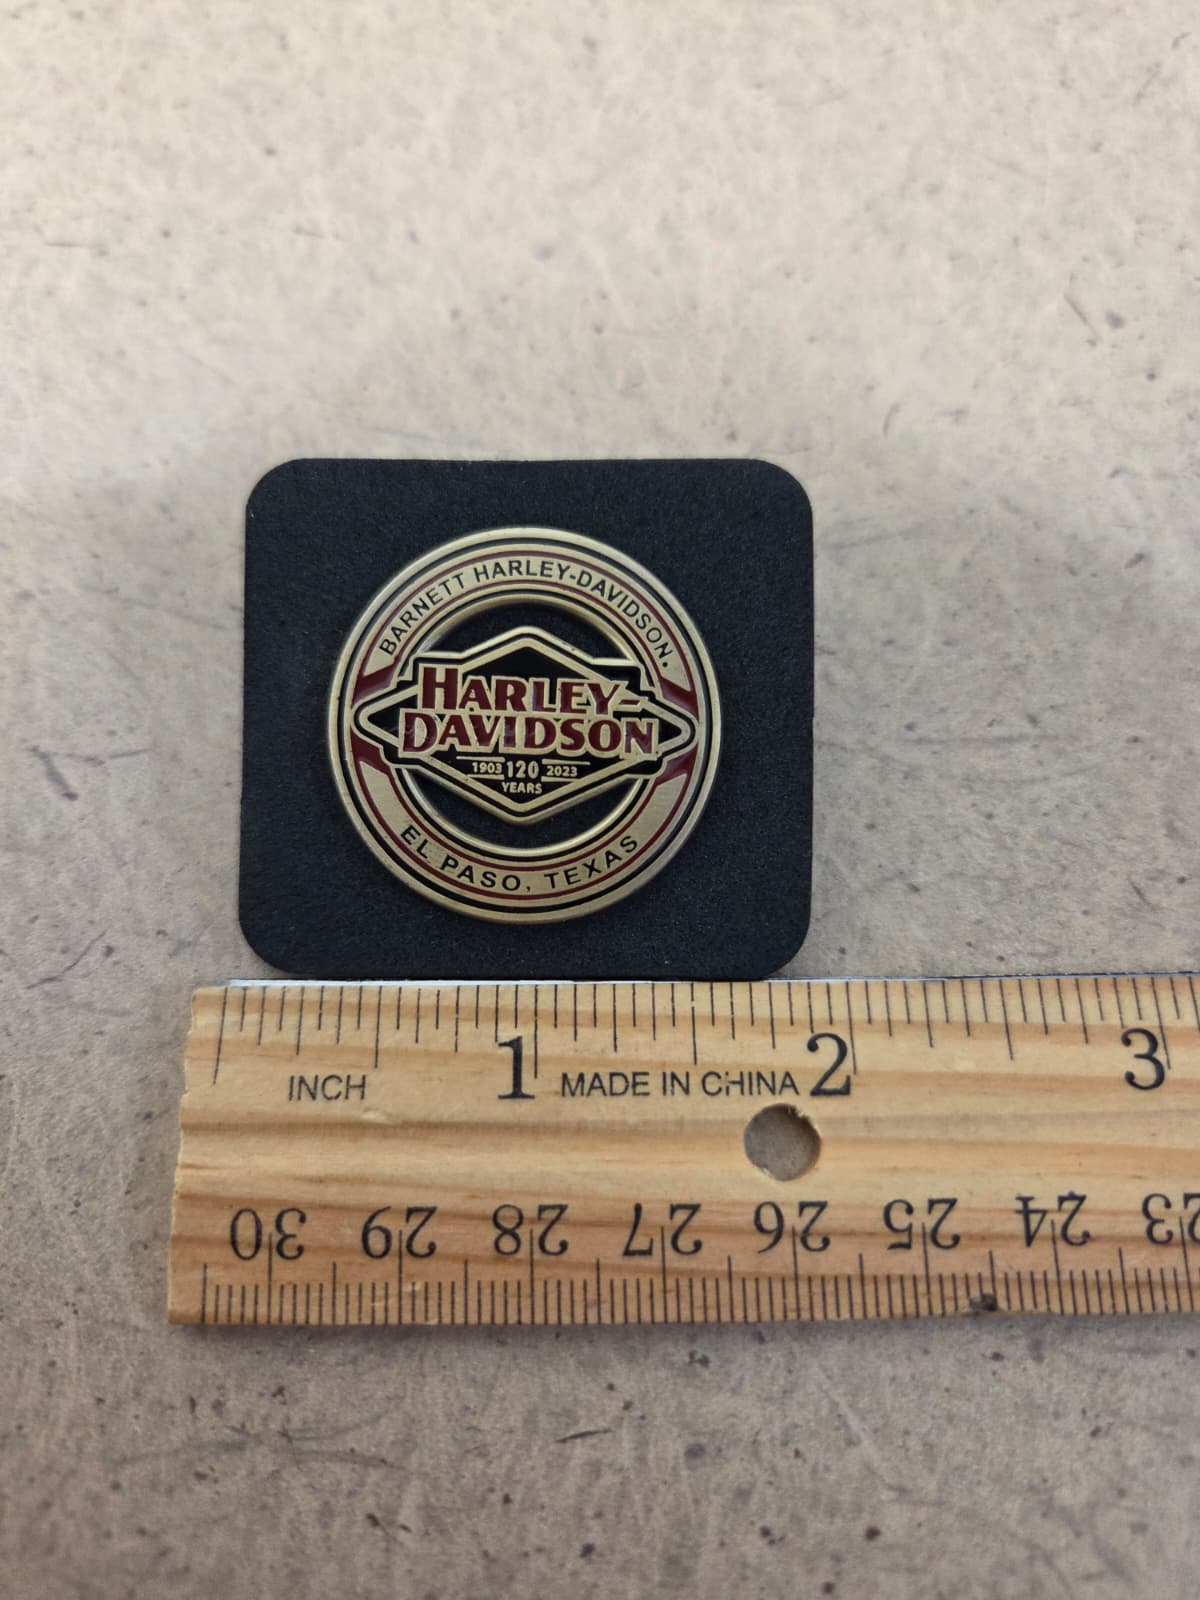 BARNETT HARLEY-DAVIDSON.
HARLEY-
DAVIDSON
1903 120 2023
YEARS
EL PASO, TEXAS
1 2 3
INCH MADE IN CHINA
30 29 28 27 26 25 24 23